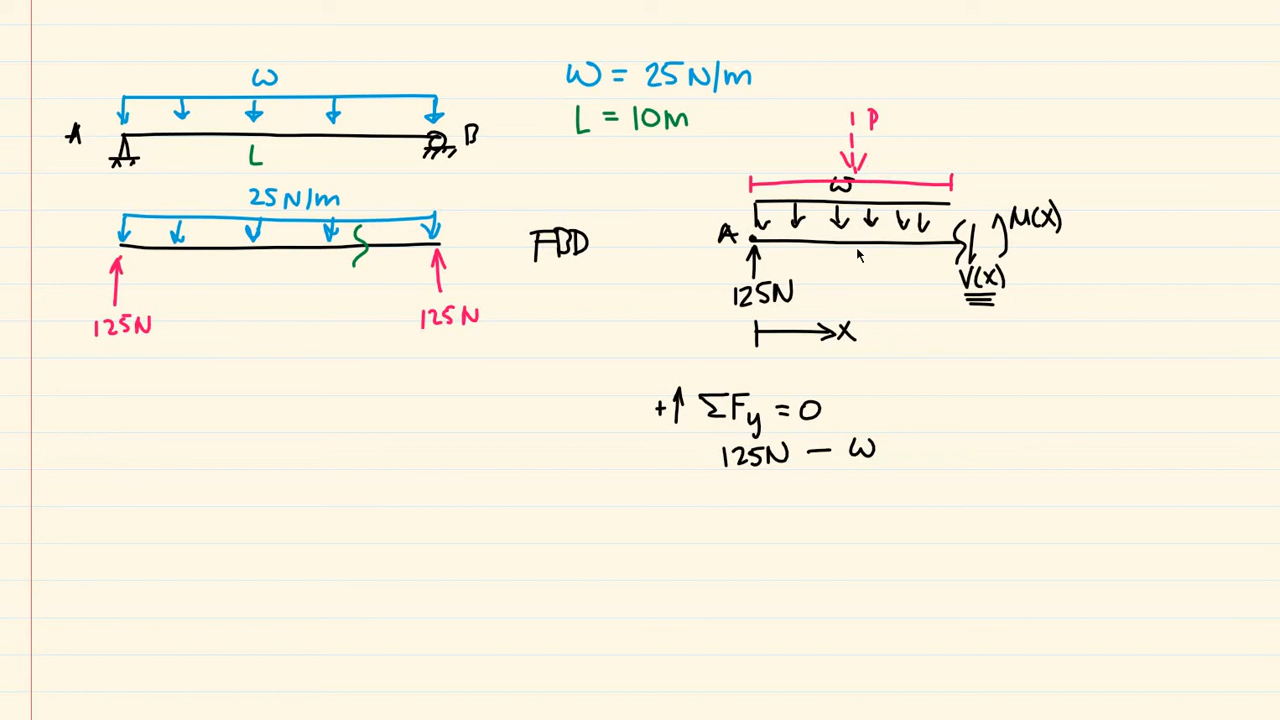 w
A
B
L
25 N/m
125N
125N
FBD
w = 25 N/m
L = 10m
P
w
A
M(x)
V(x)
125N
x
+↑ ΣFy = 0
125N − w